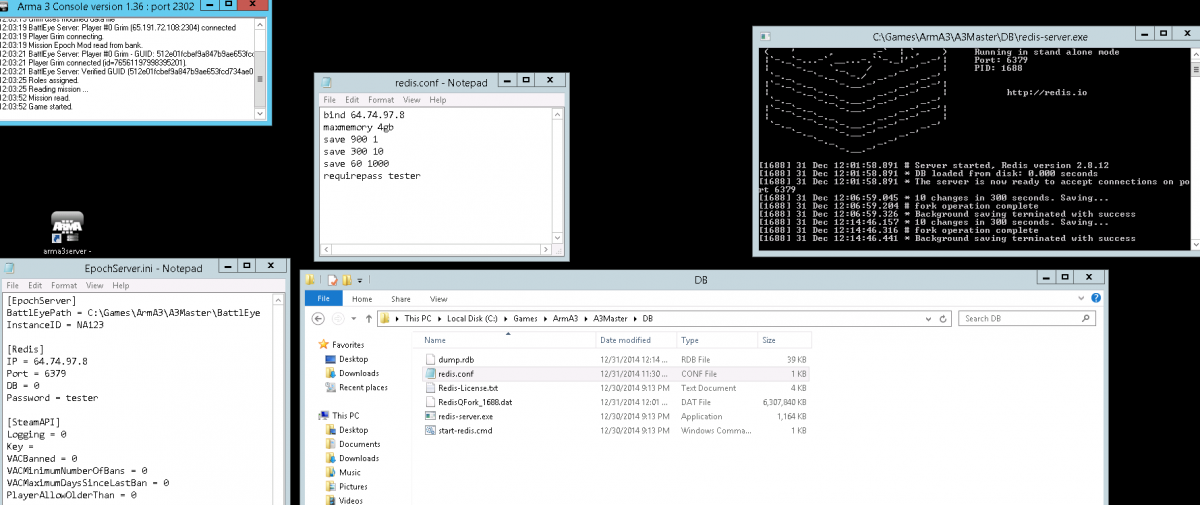 Arma 3 Console version 1.36 : port 2302
12:03:19 BattlEye Server: Player #0 Grim (65.191.72.108:2304) connected
12:03:19 Player Grim connecting.
12:03:19 Mission Epoch Mod read from bank.
12:03:21 BattlEye Server: Player #0 Grim - GUID: 512e01fcbef9a847b9ae653fcc
12:03:21 Player Grim connected (id=76561197998395201).
12:03:21 BattlEye Server: Verified GUID (512e01fcbef9a847b9ae653fcd734ae0
12:03:25 Roles assigned.
12:03:25 Reading mission ...
12:03:52 Mission read.
12:03:52 Game started.
arma3server -
redis.conf - Notepad
File Edit Format View Help
bind 64.74.97.8
maxmemory 4gb
save 900 1
save 300 10
save 60 1000
requirepass tester
C:\Games\ArmA3\A3Master\DB\redis-server.exe
Running in stand alone mode
Port: 6379
PID: 1688
http://redis.io
[1688] 31 Dec 12:01:58.891 # Server started, Redis version 2.8.12
[1688] 31 Dec 12:01:58.891 * DB loaded from disk: 0.000 seconds
[1688] 31 Dec 12:01:58.891 * The server is now ready to accept connections on po
rt 6379
[1688] 31 Dec 12:06:59.045 * 10 changes in 300 seconds. Saving...
[1688] 31 Dec 12:06:59.204 # fork operation complete
[1688] 31 Dec 12:06:59.326 * Background saving terminated with success
[1688] 31 Dec 12:14:46.157 * 10 changes in 300 seconds. Saving...
[1688] 31 Dec 12:14:46.316 # fork operation complete
[1688] 31 Dec 12:14:46.441 * Background saving terminated with success
EpochServer.ini - Notepad
File Edit Format View Help
[EpochServer]
BattlEyePath = C:\Games\ArmA3\A3Master\BattlEye
InstanceID = NA123
[Redis]
IP = 64.74.97.8
Port = 6379
DB = 0
Password = tester
[SteamAPI]
Logging = 0
Key =
VACBanned = 0
VACMinimumNumberOfBans = 0
VACMaximumDaysSinceLastBan = 0
PlayerAllowOlderThan = 0
DB
File Home Share View
This PC Local Disk (C:) Games ArmA3 A3Master DB
Search DB
Favorites
Desktop
Downloads
Recent places
This PC
Desktop
Documents
Downloads
Music
Pictures
Videos
Name Date modified Type Size
dump.rdb 12/31/2014 12:14 ... RDB File 39 KB
redis.conf 12/31/2014 11:30 ... CONF File 1 KB
Redis-License.txt 12/30/2014 9:13 PM Text Document 4 KB
RedisQFork_1688.dat 12/31/2014 12:01 ... DAT File 6,307,840 KB
redis-server.exe 12/30/2014 9:13 PM Application 1,164 KB
start-redis.cmd 12/30/2014 9:13 PM Windows Comma... 1 KB